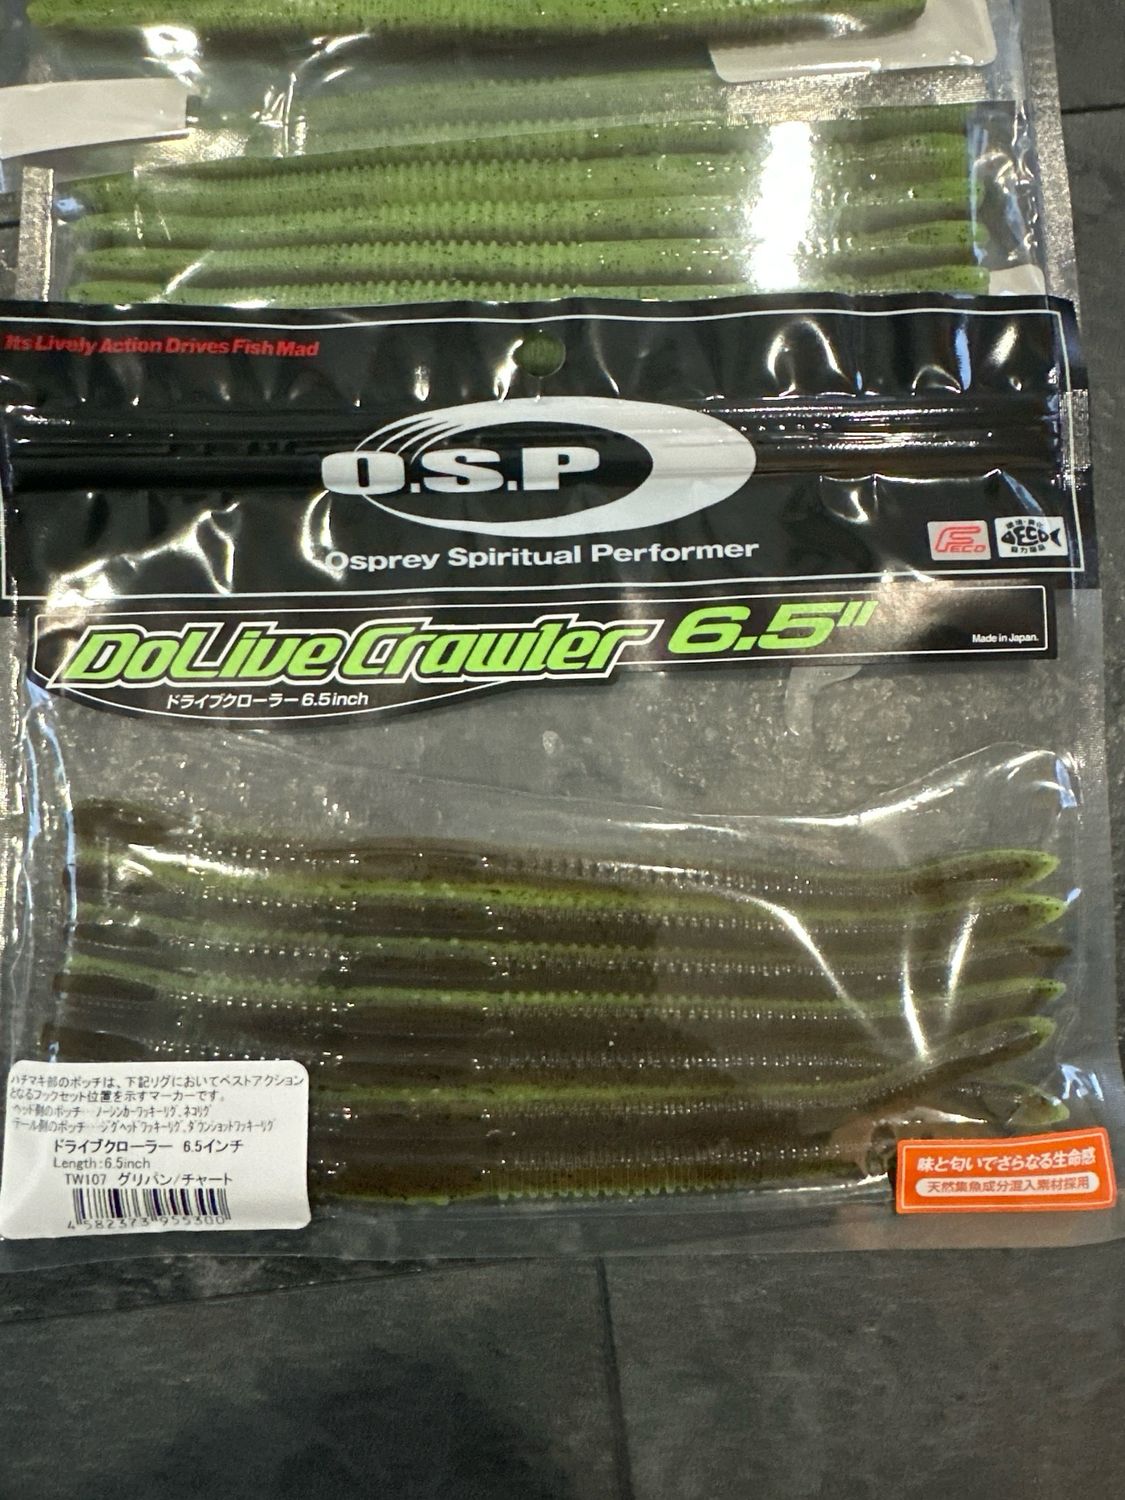 Its Lively Action Drives Fish Mad
O.S.P
Osprey Spiritual Performer
FECO
ECO
DoLive Crawler 6.5"
Made in Japan.
ドライブクローラー 6.5inch
ハチマキ部のポッチは、下記リグにおいてベストアクション
となるフックセット位置を示すマーカーです。
ヘッド側のポッチ…ノーシンカーワッキーリグ、ネコリグ
テール側のポッチ…ジグヘッドワッキーリグ、ダウンショットワッキーリグ
ドライブクローラー 6.5インチ
Length:6.5inch
TW107 グリパン/チャート
4582373955300
味と匂いでさらなる生命感
天然集魚成分混入素材採用